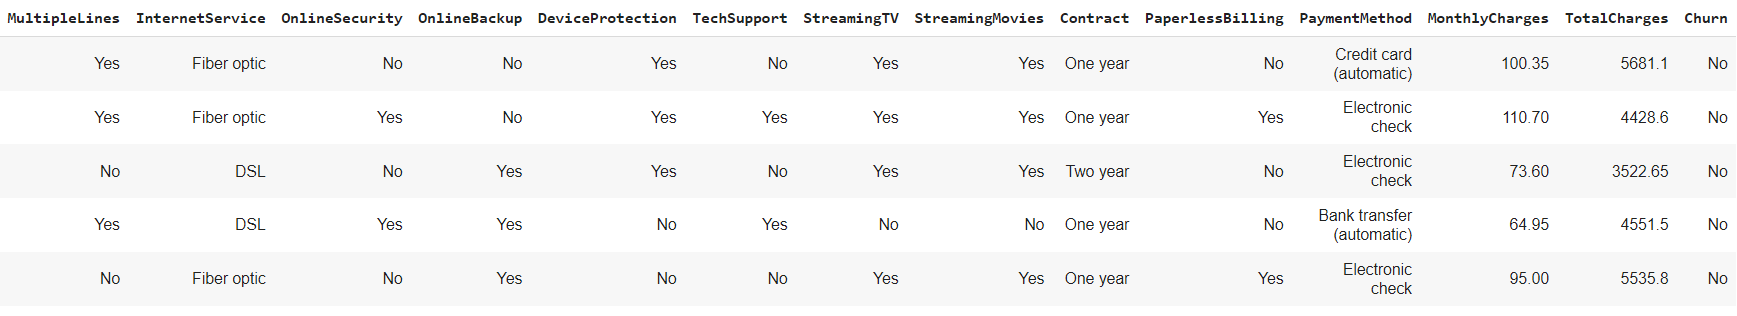 MultipleLines InternetService OnlineSecurity OnlineBackup DeviceProtection TechSupport StreamingTV StreamingMovies Contract PaperlessBilling PaymentMethod MonthlyCharges TotalCharges Churn
Yes Fiber optic No No Yes No Yes Yes One year No Credit card (automatic) 100.35 5681.1 No
Yes Fiber optic Yes No Yes Yes Yes Yes One year Yes Electronic check 110.70 4428.6 No
No DSL No Yes Yes No Yes Yes Two year No Electronic check 73.60 3522.65 No
Yes DSL Yes Yes No Yes No No One year No Bank transfer (automatic) 64.95 4551.5 No
No Fiber optic No Yes No No Yes Yes One year Yes Electronic check 95.00 5535.8 No